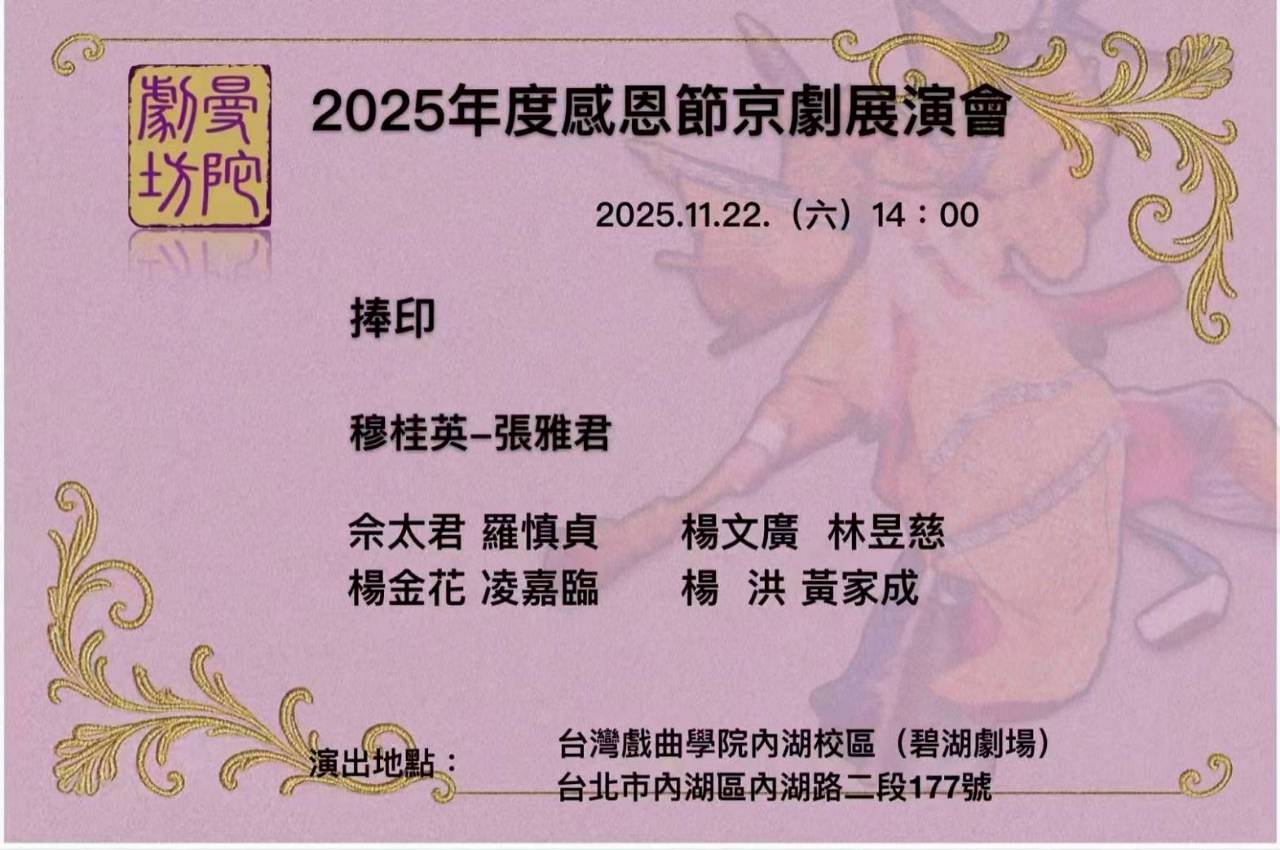 曼陀劇坊
2025年度感恩節京劇展演會
2025.11.22.（六）14：00
捧印
穆桂英–張雅君
佘太君 羅慎貞 楊文廣 林昱慈
楊金花 凌嘉臨 楊 洪 黃家成
演出地點：
台灣戲曲學院內湖校區（碧湖劇場）
台北市內湖區內湖路二段177號